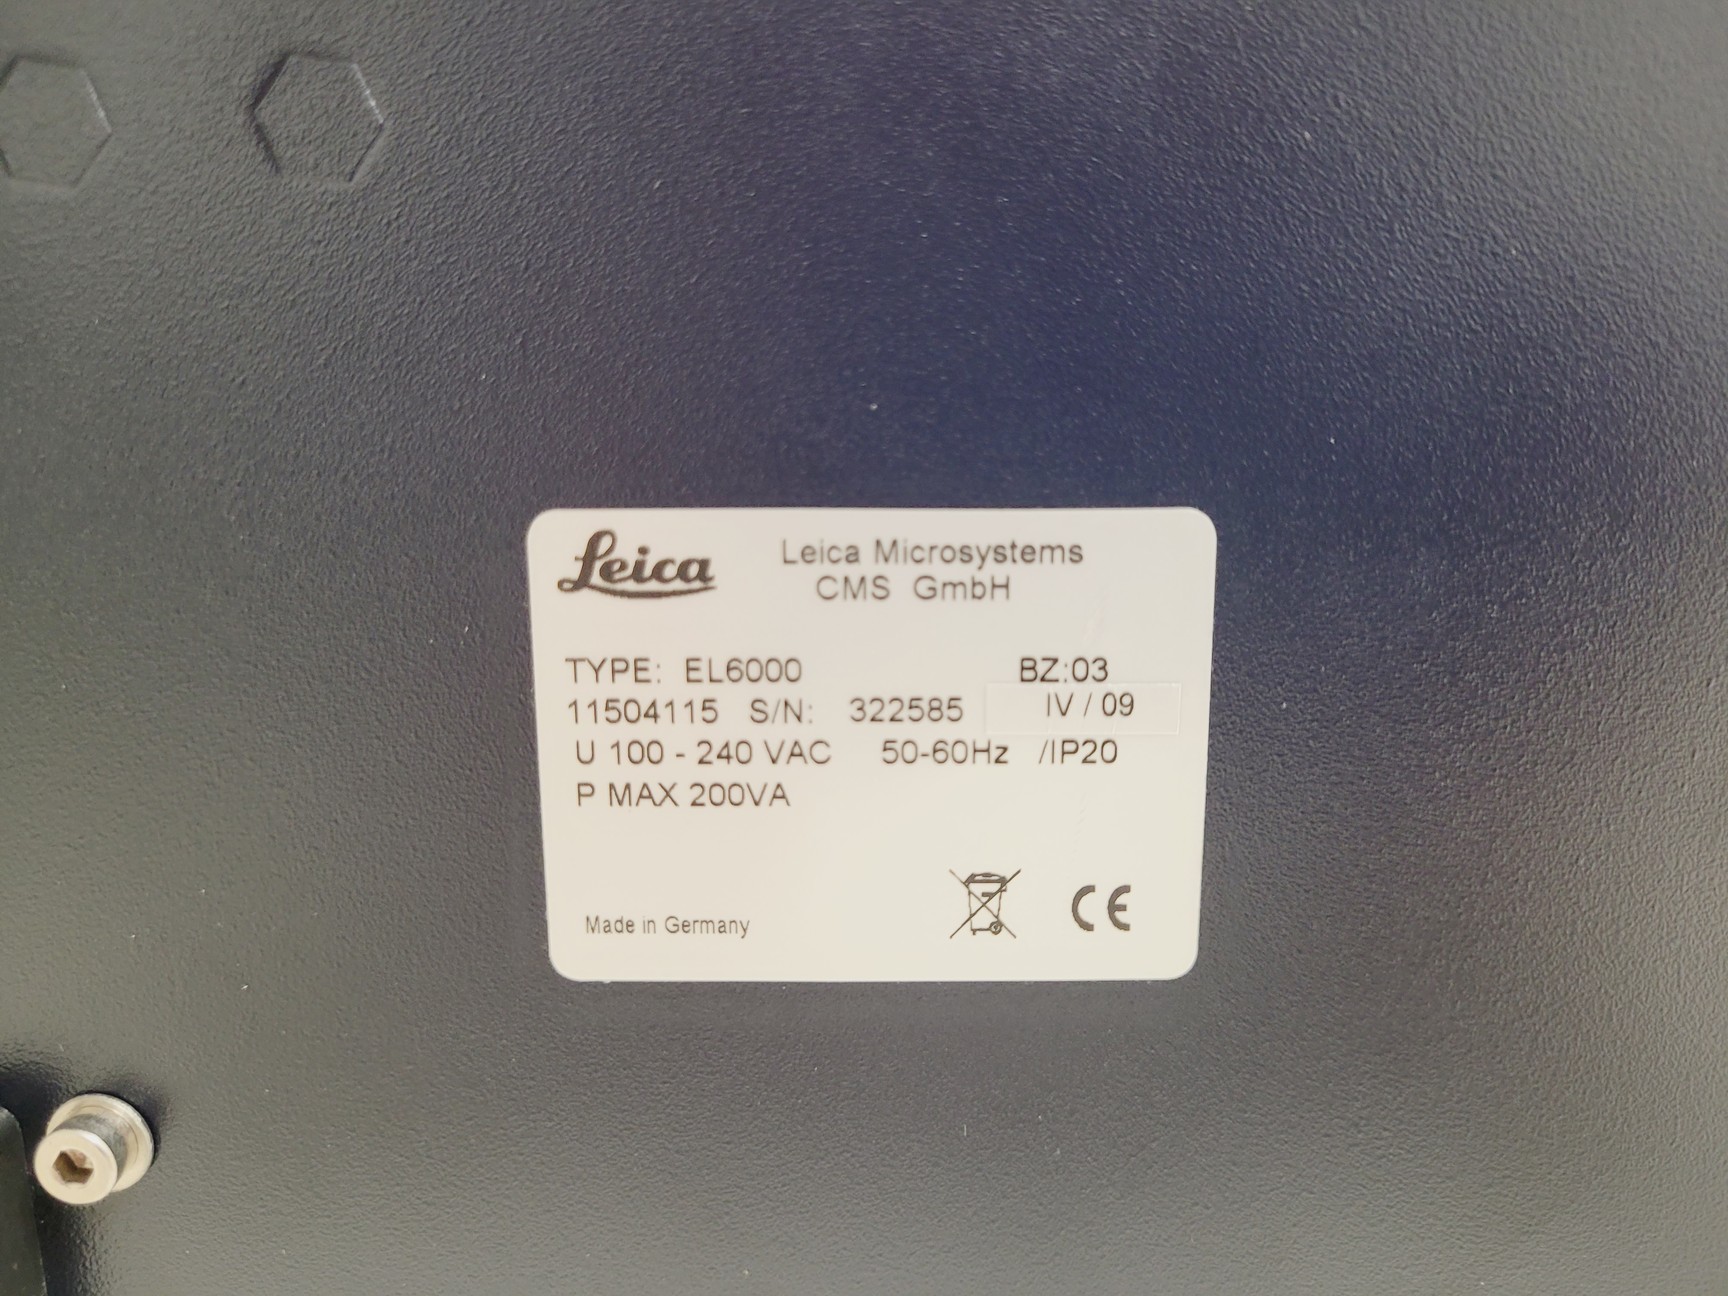 Leica Leica Microsystems
CMS GmbH
TYPE: EL6000 BZ:03
11504115 S/N: 322585 IV / 09
U 100 - 240 VAC 50-60Hz /IP20
P MAX 200VA
Made in Germany CE